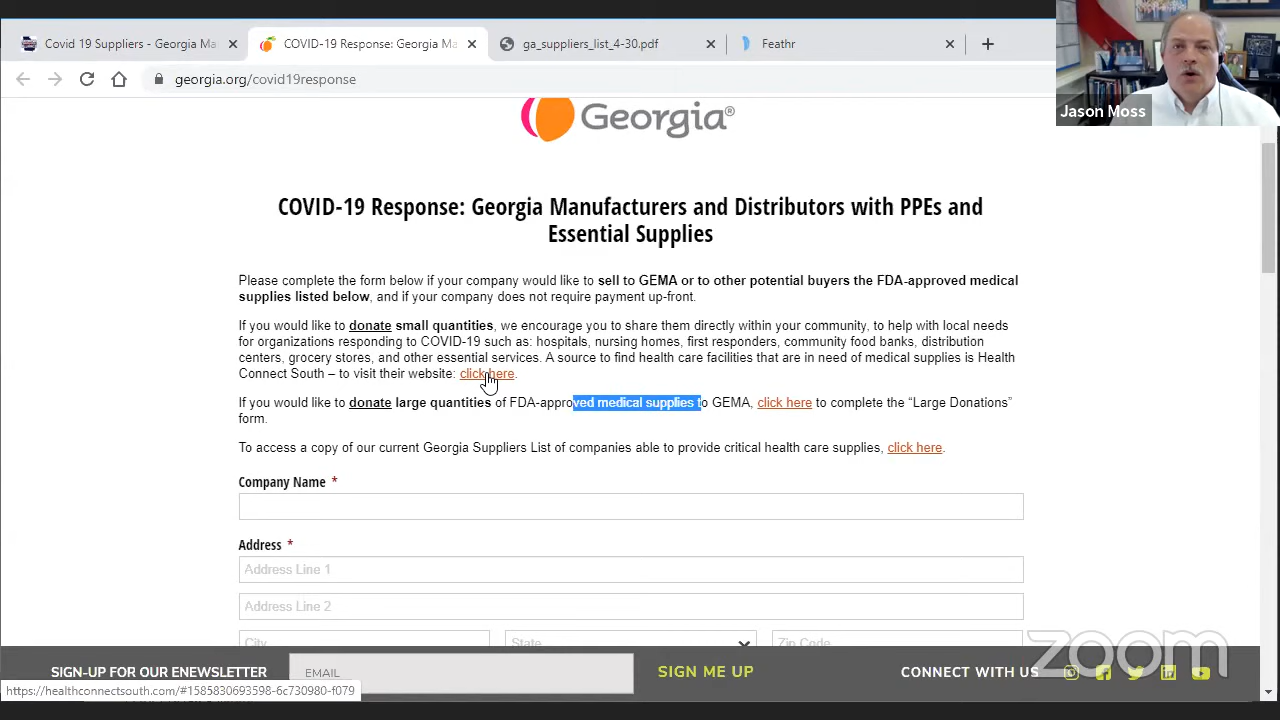 Covid 19 Suppliers - Georgia Ma
COVID-19 Response: Georgia Ma
ga_suppliers_list_4-30.pdf
Feathr
georgia.org/covid19response
Jason Moss
Georgia®
COVID-19 Response: Georgia Manufacturers and Distributors with PPEs and
Essential Supplies
Please complete the form below if your company would like to sell to GEMA or to other potential buyers the FDA-approved medical
supplies listed below, and if your company does not require payment up-front.
If you would like to donate small quantities, we encourage you to share them directly within your community, to help with local needs
for organizations responding to COVID-19 such as: hospitals, nursing homes, first responders, community food banks, distribution
centers, grocery stores, and other essential services. A source to find health care facilities that are in need of medical supplies is Health
Connect South – to visit their website: click here.
If you would like to donate large quantities of FDA-approved medical supplies to GEMA, click here to complete the “Large Donations”
form.
To access a copy of our current Georgia Suppliers List of companies able to provide critical health care supplies, click here.
Company Name *
Address *
Address Line 1
Address Line 2
City State Zip Code
zoom
SIGN-UP FOR OUR ENEWSLETTER EMAIL SIGN ME UP CONNECT WITH US
https://healthconnectsouth.com/#1585830693598-6c730980-f079